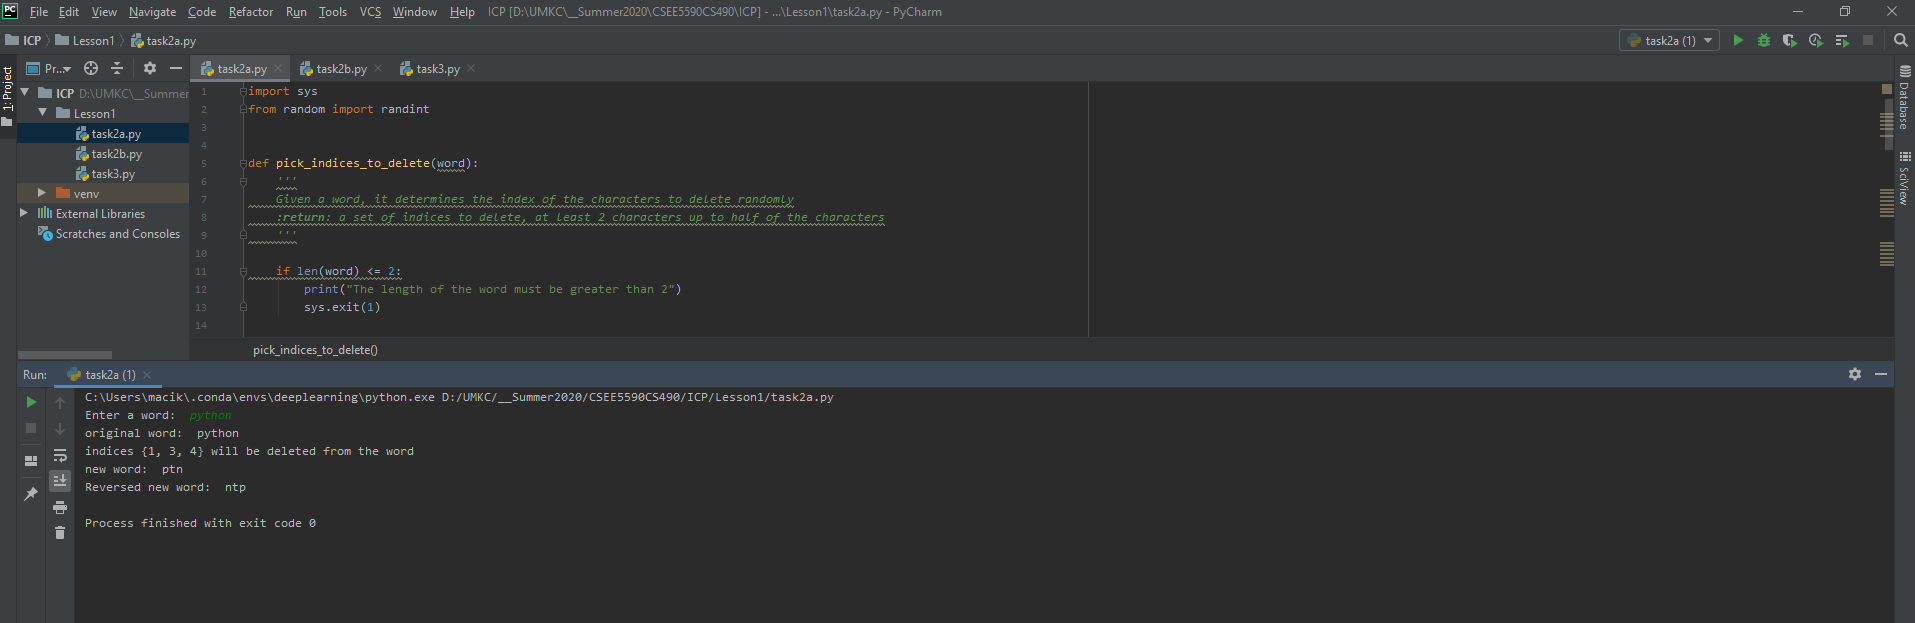 PC File Edit View Navigate Code Refactor Run Tools VCS Window Help ICP [D:\UMKC\__Summer2020\CSEE5590CS490\ICP] - ...\Lesson1\task2a.py - PyCharm
ICP Lesson1 task2a.py task2a (1)
1: Project
Pr...
ICP D:\UMKC\__Summer
Lesson1
task2a.py
task2b.py
task3.py
venv
External Libraries
Scratches and Consoles
task2a.py task2b.py task3.py
1 import sys
2 from random import randint
3
4
5 def pick_indices_to_delete(word):
6 '''
7 Given a word, it determines the index of the characters to delete randomly
8 :return: a set of indices to delete, at least 2 characters up to half of the characters
9 '''
10
11 if len(word) <= 2:
12 print("The length of the word must be greater than 2")
13 sys.exit(1)
14
pick_indices_to_delete()
Database
SciView
Run: task2a (1)
C:\Users\macik\.conda\envs\deeplearning\python.exe D:/UMKC/__Summer2020/CSEE5590CS490/ICP/Lesson1/task2a.py
Enter a word: python
original word: python
indices {1, 3, 4} will be deleted from the word
new word: ptn
Reversed new word: ntp
Process finished with exit code 0